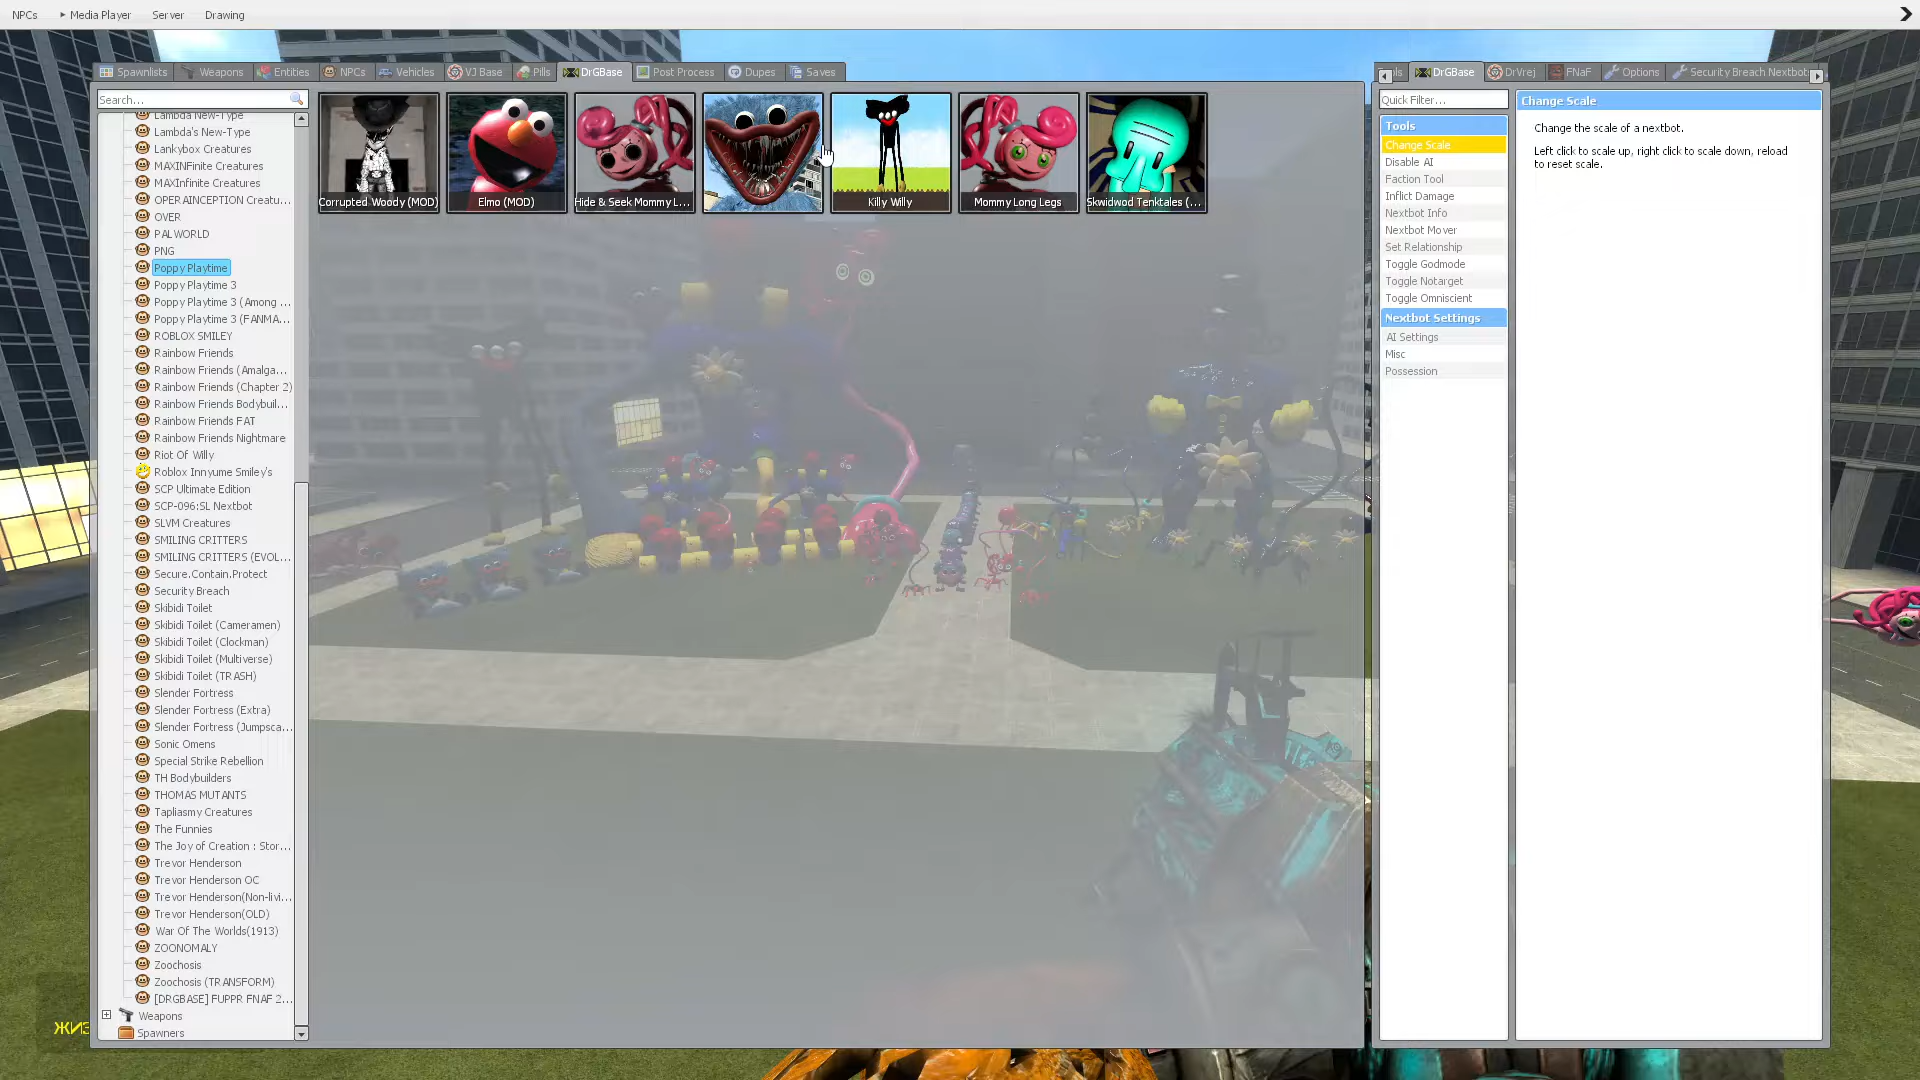 NPCs
Media Player
Server
Drawing
Spawnlists
Weapons
Entities
NPCs
Vehicles
VJ Base
Pills
DrGBase
Post Process
Dupes
Saves
Search...
Lambda New-Type
Lambda's New-Type
Lankybox Creatures
MAXINFinite Creatures
MAXInfinite Creatures
OPERAINCEPTION Creatu...
OVER
PALWORLD
PNG
Poppy Playtime
Poppy Playtime 3
Poppy Playtime 3 (Among ...
Poppy Playtime 3 (FANMA...
ROBLOX SMILEY
Rainbow Friends
Rainbow Friends (Amalga...
Rainbow Friends (Chapter 2)
Rainbow Friends Bodybuil...
Rainbow Friends FAT
Rainbow Friends Nightmare
Riot Of Willy
Roblox Innyume Smiley's
SCP Ultimate Edition
SCP-096:SL Nextbot
SLVM Creatures
SMILING CRITTERS
SMILING CRITTERS (EVOL...
Secure.Contain.Protect
Security Breach
Skibidi Toilet
Skibidi Toilet (Cameramen)
Skibidi Toilet (Clockman)
Skibidi Toilet (Multiverse)
Skibidi Toilet (TRASH)
Slender Fortress
Slender Fortress (Extra)
Slender Fortress (Jumpsca...
Sonic Omens
Special Strike Rebellion
TH Bodybuilders
THOMAS MUTANTS
Tapliasmy Creatures
The Funnies
The Joy of Creation : Stor...
Trevor Henderson
Trevor Henderson OC
Trevor Henderson(Non-livi...
Trevor Henderson(OLD)
War Of The Worlds(1913)
ZOONOMALY
Zoochosis
Zoochosis (TRANSFORM)
[DRGBASE] FUPPR FNAF 2...
Weapons
Spawners
Corrupted Woody (MOD)
Elmo (MOD)
Hide & Seek Mommy L...
Killy Willy
Mommy Long Legs
Skwidwod Tenktales (...
DrGBase
DrVrej
FNaF
Options
Security Breach Nextbot
Quick Filter...
Tools
Change Scale
Disable AI
Faction Tool
Inflict Damage
Nextbot Info
Nextbot Mover
Set Relationship
Toggle Godmode
Toggle Notarget
Toggle Omniscient
Nextbot Settings
AI Settings
Misc
Possession
Change Scale
Change the scale of a nextbot.
Left click to scale up, right click to scale down, reload
to reset scale.